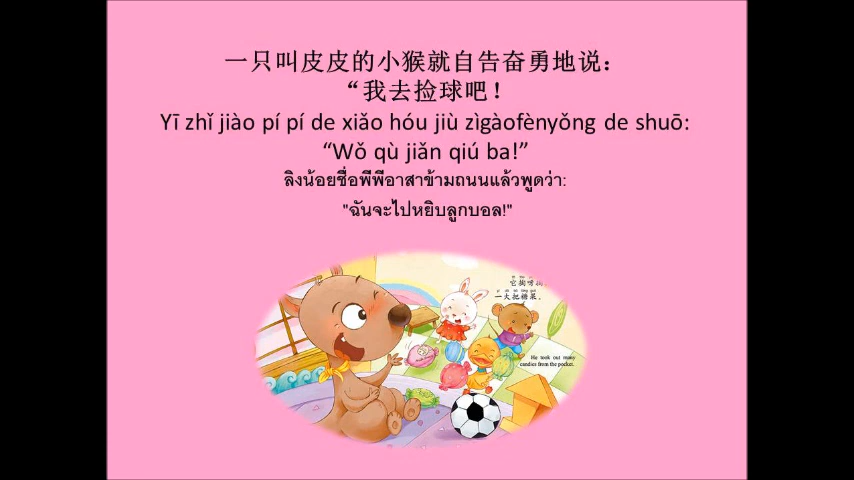 一只叫皮皮的小猴就自告奋勇地说：
“我去捡球吧！
Yī zhǐ jiào pí pí de xiǎo hóu jiù zìgàofènyǒng de shuō:
“Wǒ qù jiǎn qiú ba!”
ลิงน้อยชื่อพีพีอาสาข้ามถนนแล้วพูดว่า:
"ฉันจะไปหยิบลูกบอล!"
一大把糖果。
He took out many
candies from the pocket.